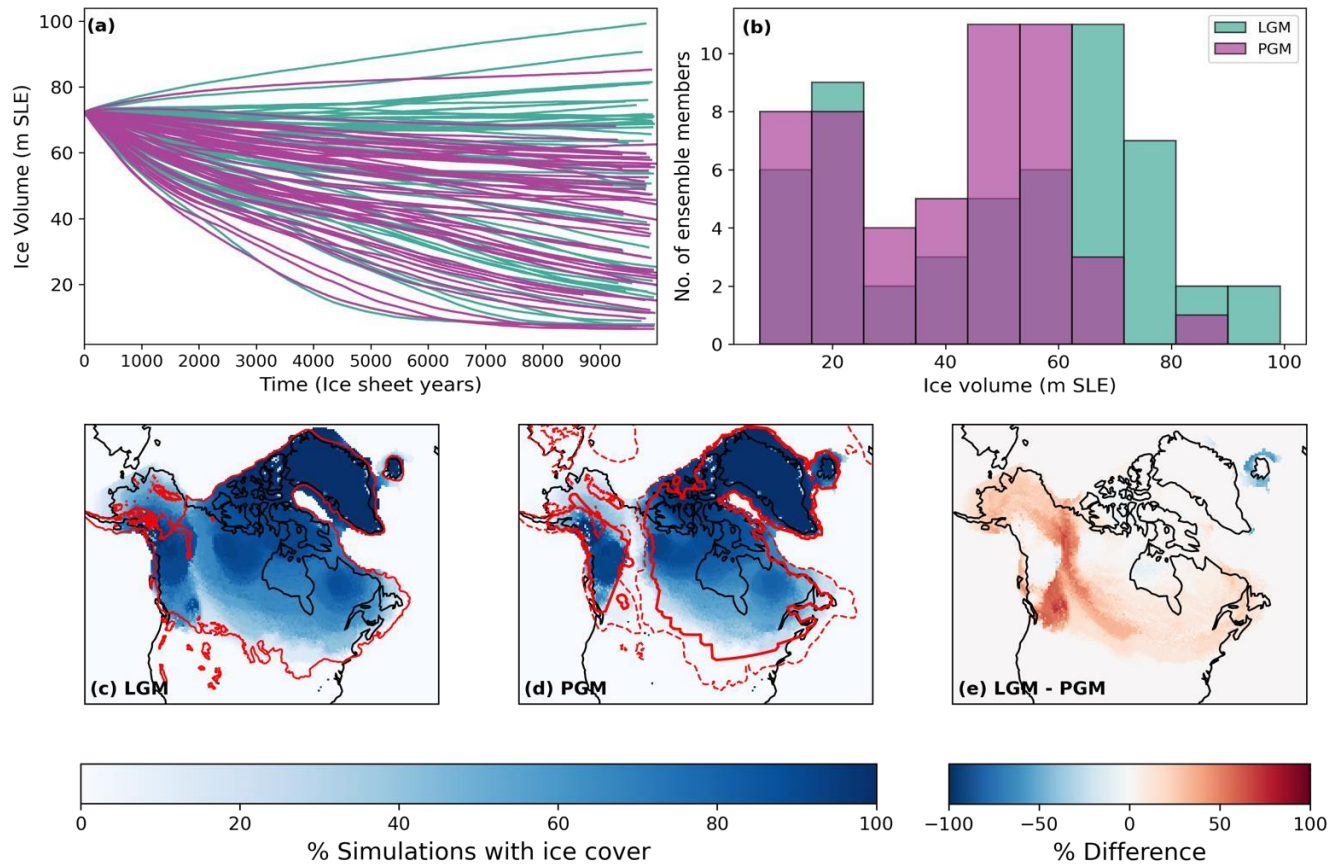 (a)
100
80
60
40
20
Ice Volume (m SLE)
0 1000 2000 3000 4000 5000 6000 7000 8000 9000
Time (Ice sheet years)
(b)
LGM
PGM
10
8
6
4
2
0
No. of ensemble members
20 40 60 80 100
Ice volume (m SLE)
(c) LGM
(d) PGM
(e) LGM - PGM
0 20 40 60 80 100
% Simulations with ice cover
−100 −50 0 50 100
% Difference